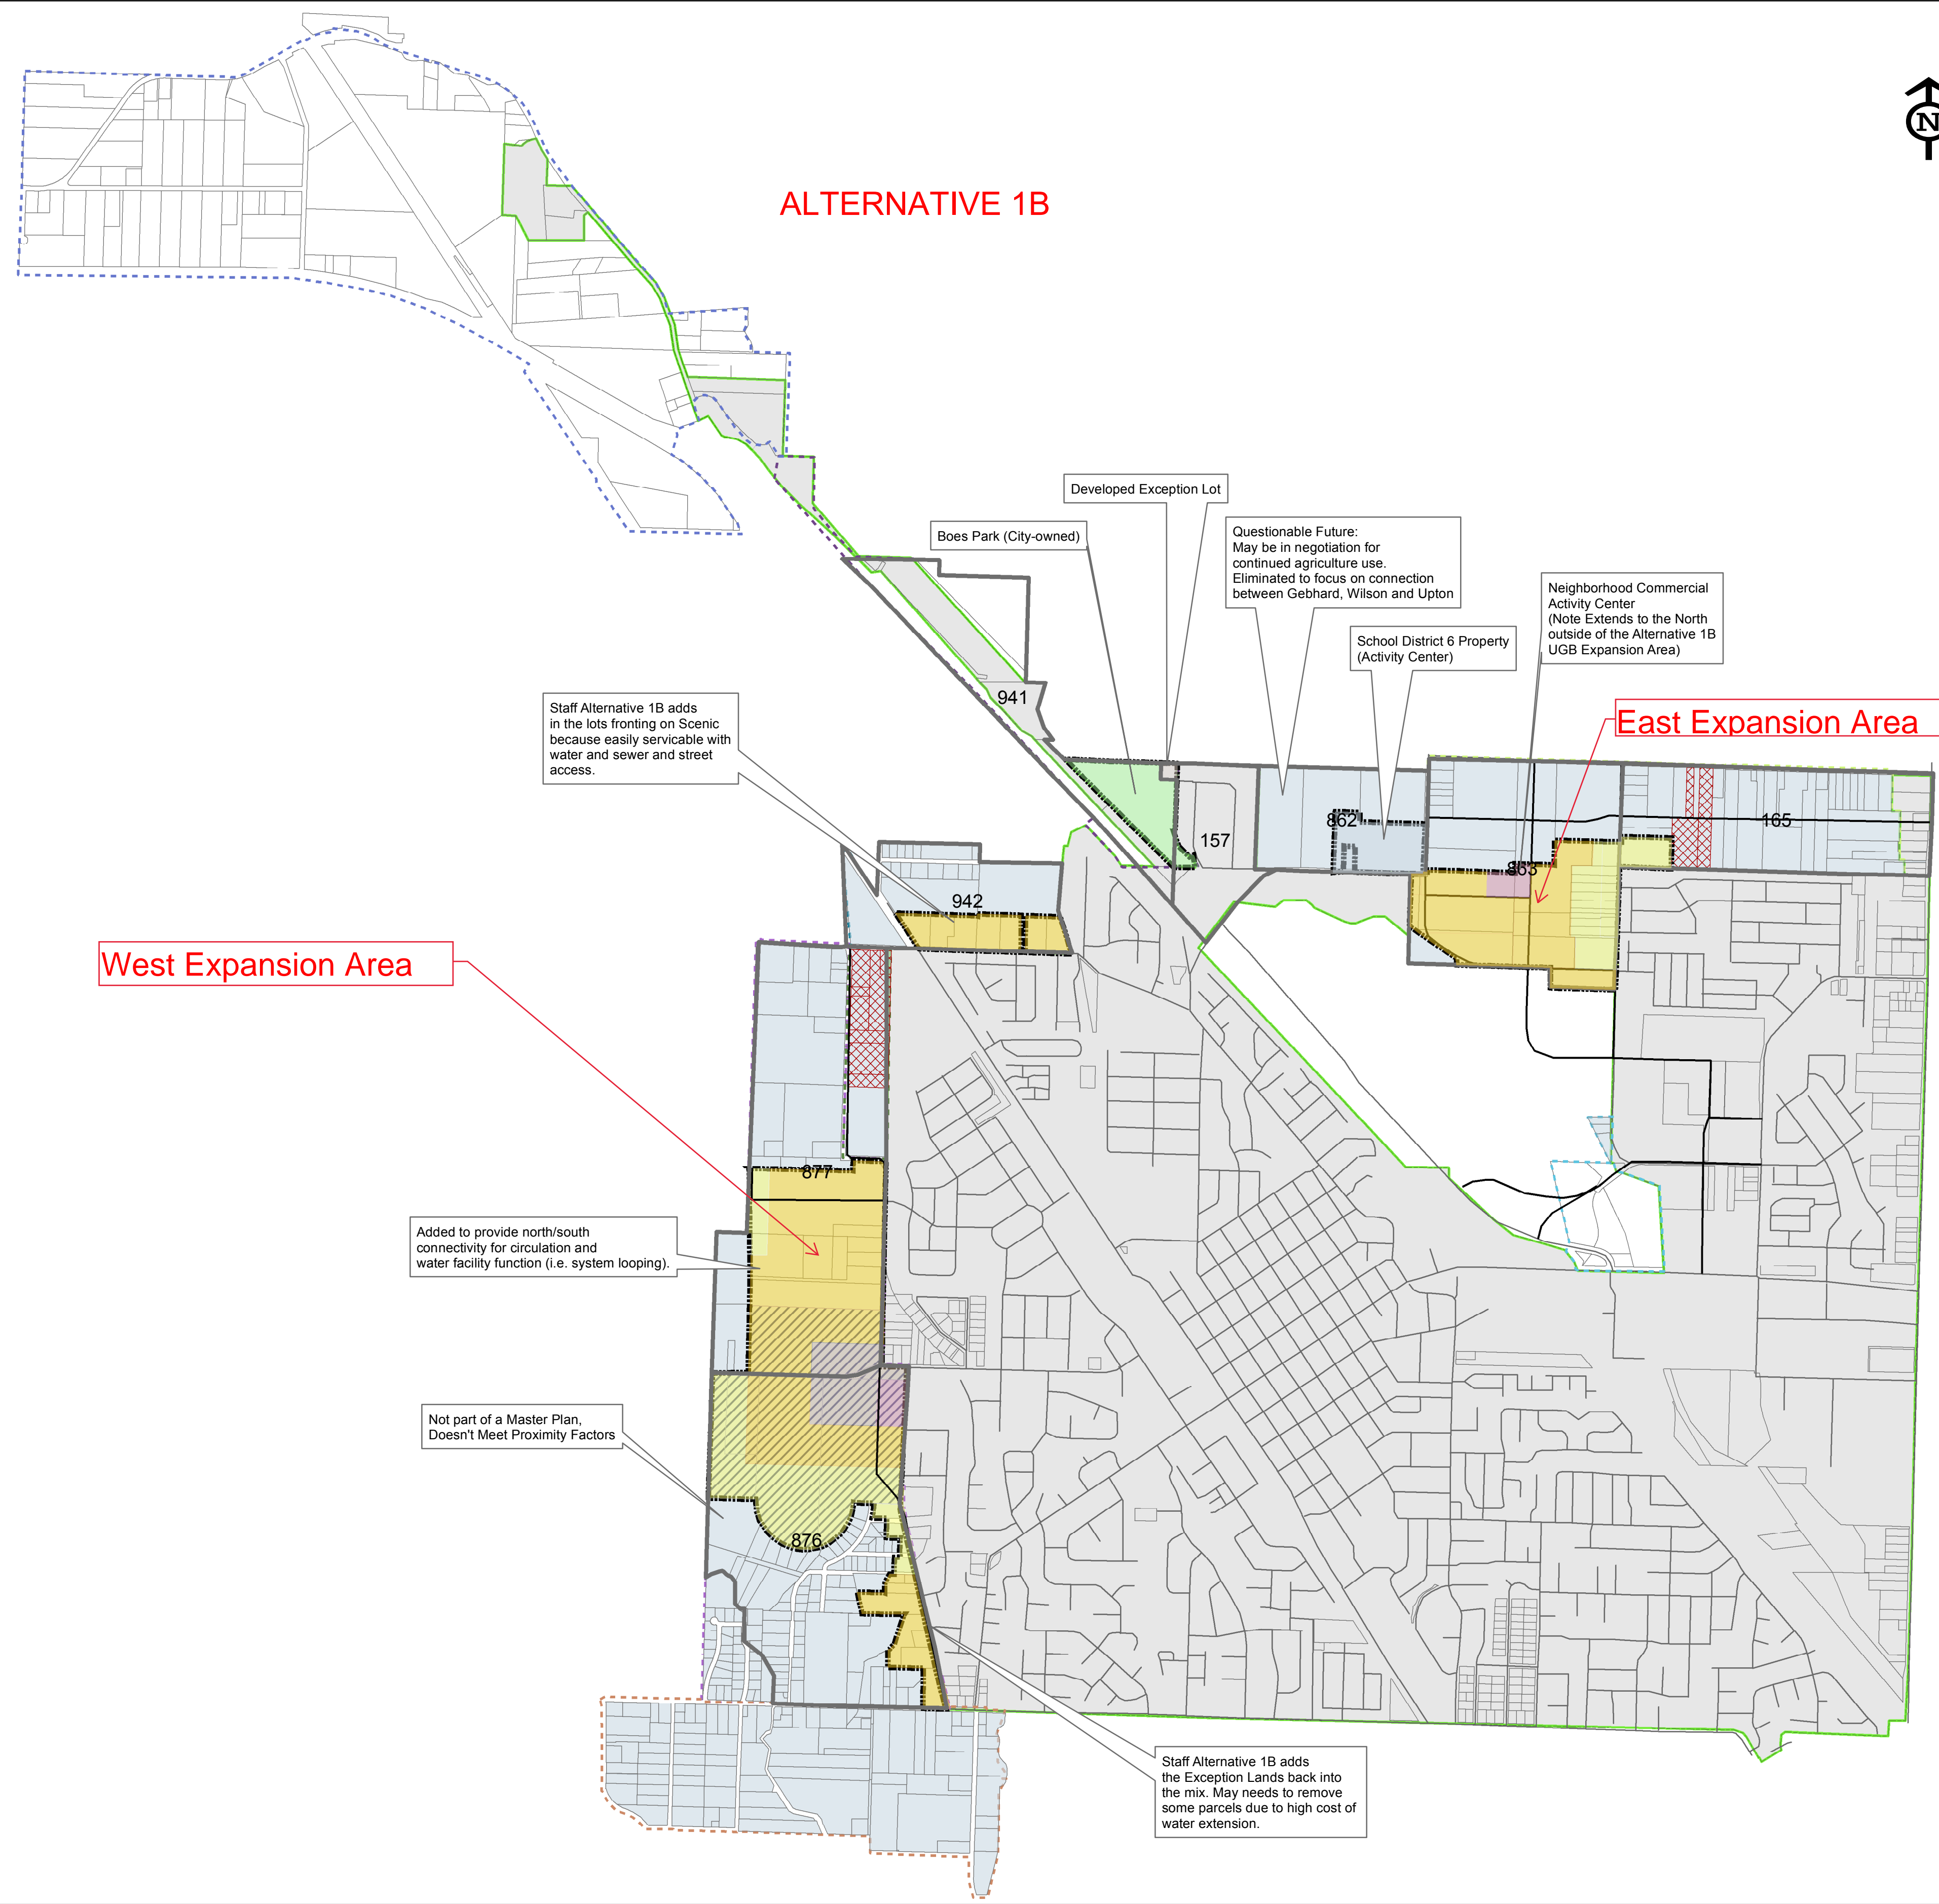 N
ALTERNATIVE 1B
Developed Exception Lot
Boes Park (City-owned)
Questionable Future:
May be in negotiation for
continued agriculture use.
Eliminated to focus on connection
between Gebhard, Wilson and Upton
Neighborhood Commercial
Activity Center
(Note Extends to the North
outside of the Alternative 1B
UGB Expansion Area)
School District 6 Property
(Activity Center)
941
Staff Alternative 1B adds
in the lots fronting on Scenic
because easily servicable with
water and sewer and street
access.
East Expansion Area
862
165
157
863
942
West Expansion Area
877
Added to provide north/south
connectivity for circulation and
water facility function (i.e. system looping).
Not part of a Master Plan,
Doesn't Meet Proximity Factors
876
Staff Alternative 1B adds
the Exception Lands back into
the mix. May needs to remove
some parcels due to high cost of
water extension.